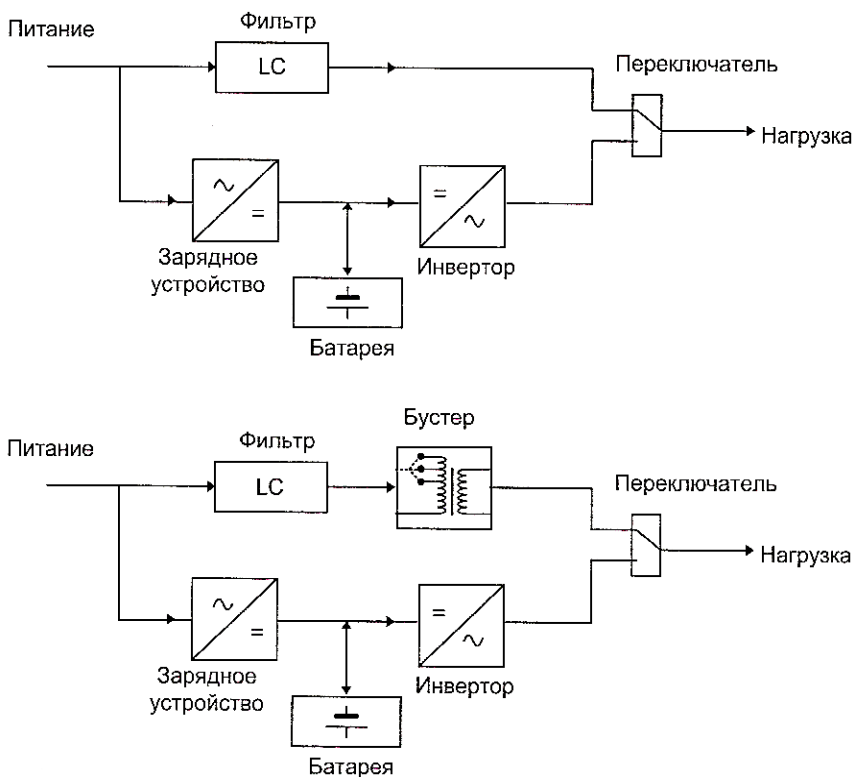 Фильтр
Питание
LC
Переключатель
Нагрузка
Зарядное
устройство
Инвертор
Батарея
Бустер
Фильтр
Питание
LC
Переключатель
Нагрузка
Зарядное
устройство
Инвертор
Батарея